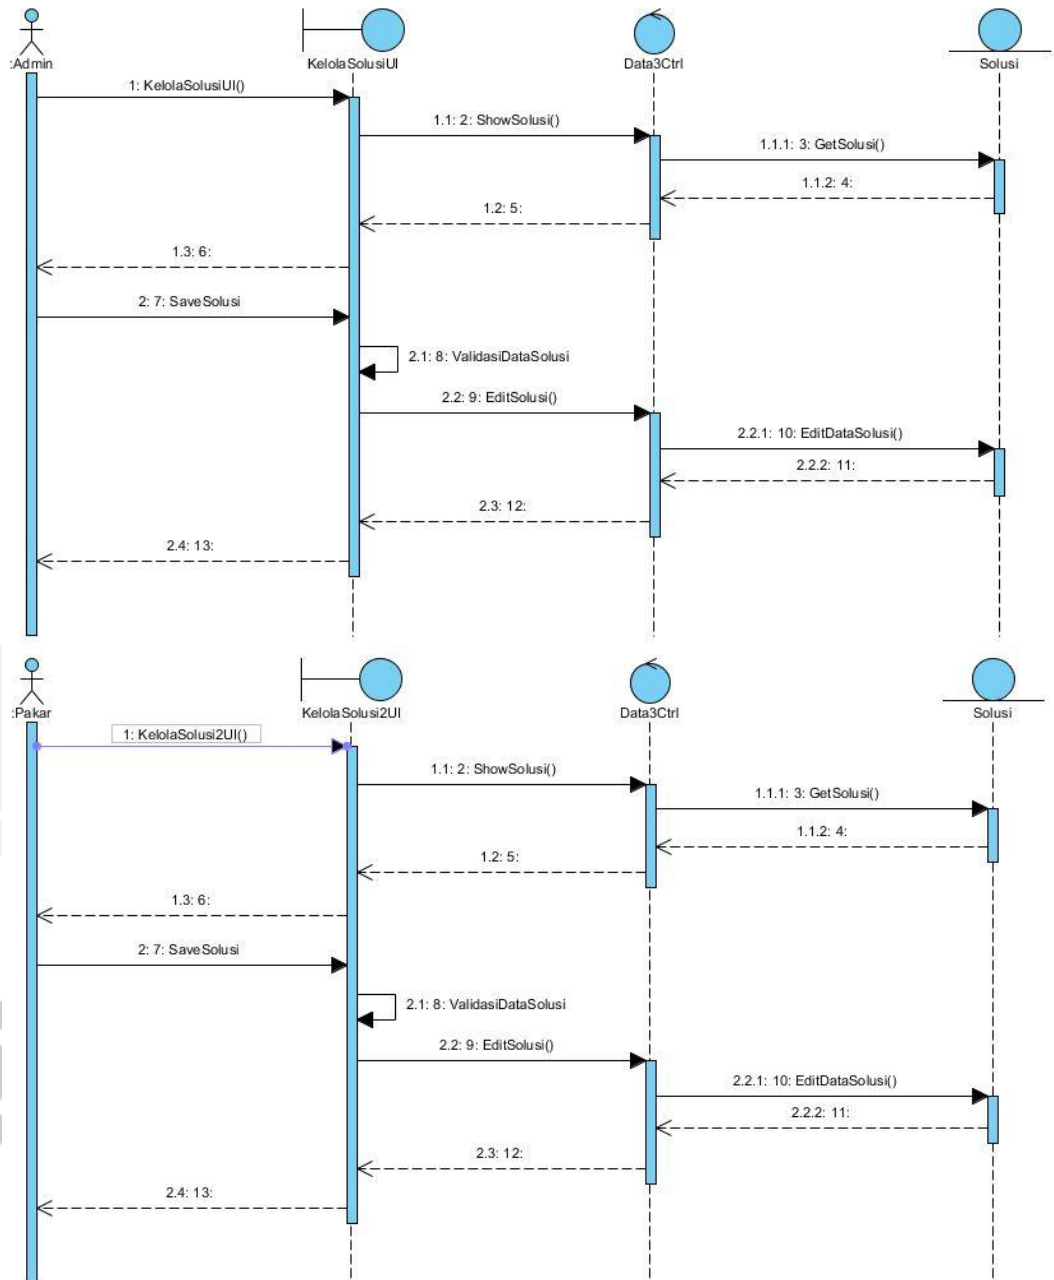 :Admin
KelolaSolusiUI
Data3Ctrl
Solusi
1: KelolaSolusiUI()
1.1: 2: ShowSolusi()
1.1.1: 3: GetSolusi()
1.1.2: 4:
1.2: 5:
1.3: 6:
2: 7: SaveSolusi
2.1: 8: ValidasiDataSolusi
2.2: 9: EditSolusi()
2.2.1: 10: EditDataSolusi()
2.2.2: 11:
2.3: 12:
2.4: 13:
:Pakar
KelolaSolusi2UI
Data3Ctrl
Solusi
1: KelolaSolusi2UI()
1.1: 2: ShowSolusi()
1.1.1: 3: GetSolusi()
1.1.2: 4:
1.2: 5:
1.3: 6:
2: 7: SaveSolusi
2.1: 8: ValidasiDataSolusi
2.2: 9: EditSolusi()
2.2.1: 10: EditDataSolusi()
2.2.2: 11:
2.3: 12:
2.4: 13: